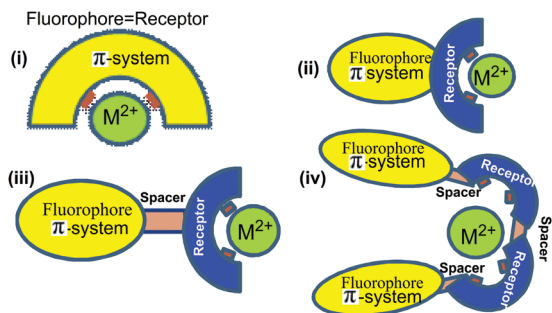 Fluorophore=Receptor
(i)
π-system
M2+
(ii)
Fluorophore
π system
Receptor
M2+
(iii)
Fluorophore
π-system
Spacer
Receptor
M2+
(iv)
Fluorophore
π-system
Spacer
Receptor
M2+
Spacer
Receptor
Spacer
Fluorophore
π-system